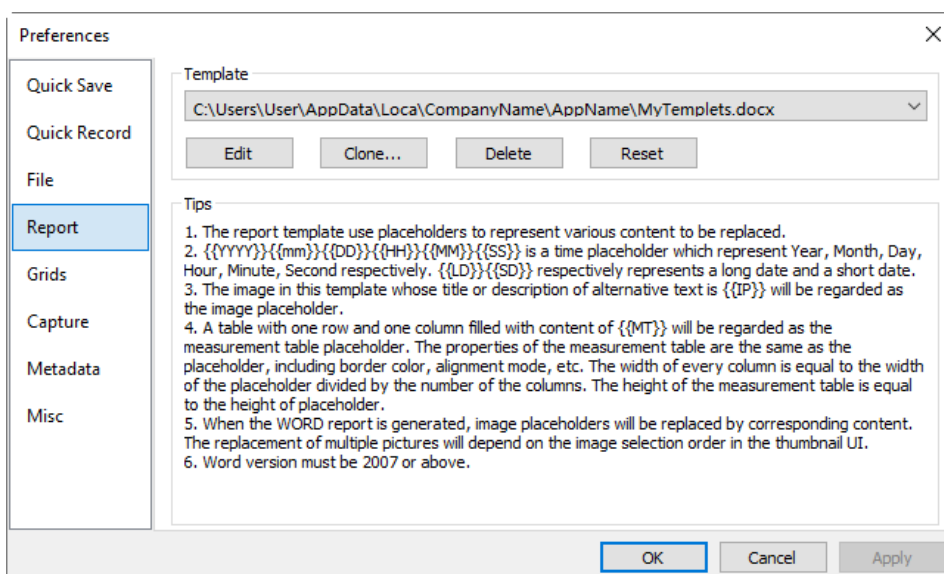 Preferences
Quick Save
Quick Record
File
Report
Grids
Capture
Metadata
Misc
Template
C:\Users\User\AppData\Loca\CompanyName\AppName\MyTemplets.docx
Edit
Clone...
Delete
Reset
Tips
1. The report template use placeholders to represent various content to be replaced.
2. {{YYYY}}{{mm}}{{DD}}{{HH}}{{MM}}{{SS}} is a time placeholder which represent Year, Month, Day,
Hour, Minute, Second respectively. {{LD}}{{SD}} respectively represents a long date and a short date.
3. The image in this template whose title or description of alternative text is {{IP}} will be regarded as
the image placeholder.
4. A table with one row and one column filled with content of {{MT}} will be regarded as the
measurement table placeholder. The properties of the measurement table are the same as the
placeholder, including border color, alignment mode, etc. The width of every column is equal to the width
of the placeholder divided by the number of the columns. The height of the measurement table is equal
to the height of placeholder.
5. When the WORD report is generated, image placeholders will be replaced by corresponding content.
The replacement of multiple pictures will depend on the image selection order in the thumbnail UI.
6. Word version must be 2007 or above.
OK
Cancel
Apply